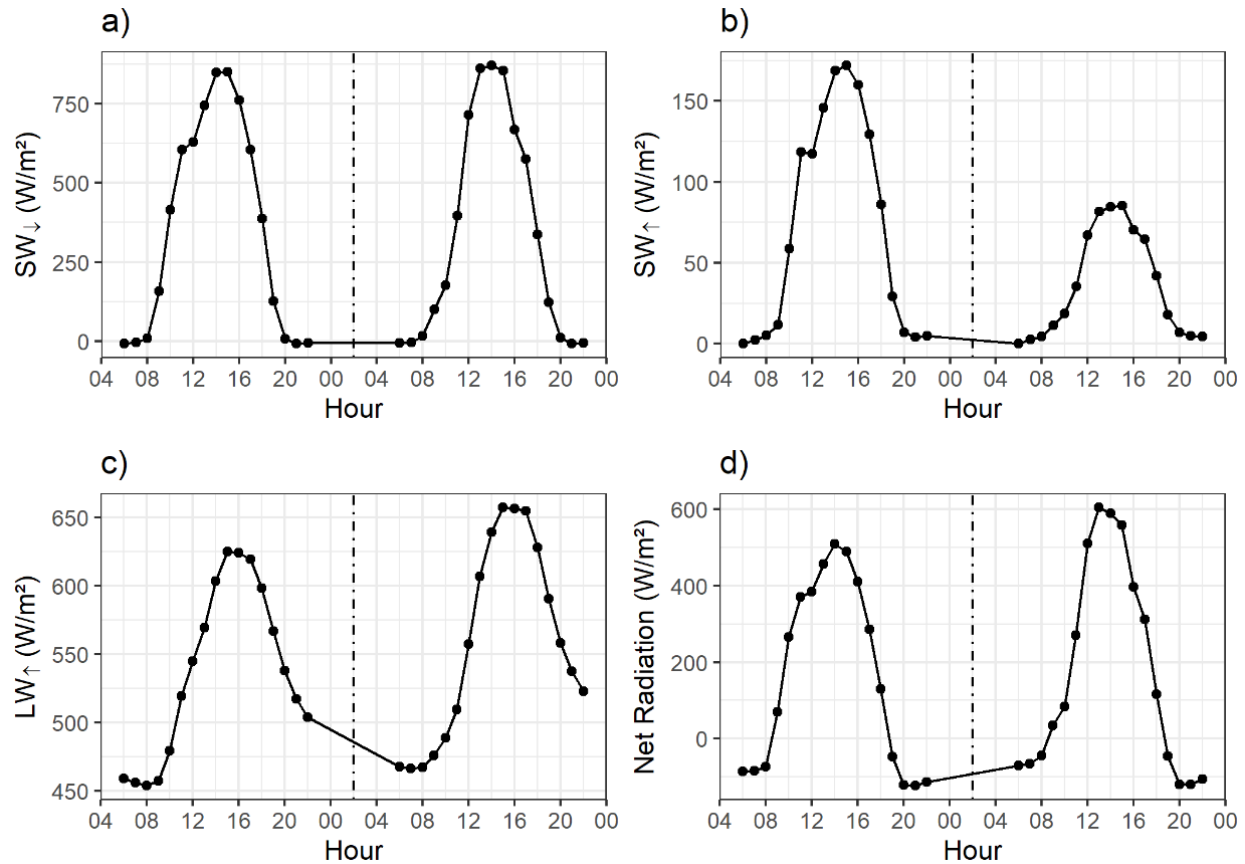 a)
SW↓ (W/m²)
750
500
250
0
04 08 12 16 20 00 04 08 12 16 20 00
Hour
b)
SW↑ (W/m²)
150
100
50
0
04 08 12 16 20 00 04 08 12 16 20 00
Hour
c)
LW↑ (W/m²)
650
600
550
500
450
04 08 12 16 20 00 04 08 12 16 20 00
Hour
d)
Net Radiation (W/m²)
600
400
200
0
04 08 12 16 20 00 04 08 12 16 20 00
Hour